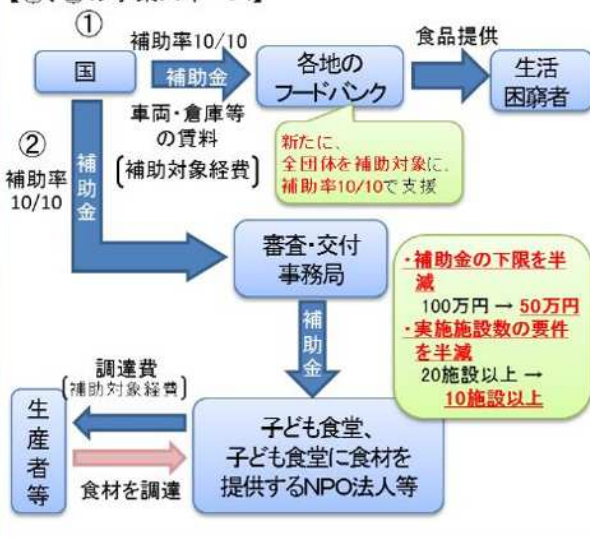 ①
国
補助率10/10
補助金
車両・倉庫等
の賃料
〔補助対象経費〕
各地の
フードバンク
食品提供
生活
困窮者
新たに、
全団体を補助対象に、
補助率10/10で支援
②
補助率
10/10
補助金
審査・交付
事務局
補助金
・補助金の下限を半
減
100万円 → 50万円
・実施施設数の要件
を半減
20施設以上 →
10施設以上
調達費
〔補助対象経費〕
生産者等
食材を調達
子ども食堂、
子ども食堂に食材を
提供するNPO法人等